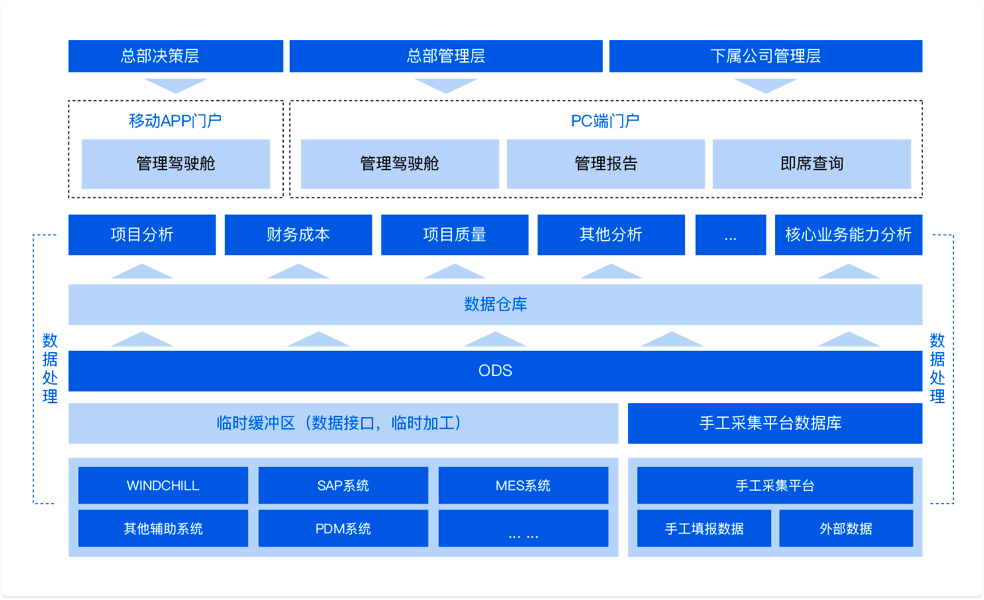 总部决策层
总部管理层
下属公司管理层
移动APP门户
PC端门户
管理驾驶舱
管理驾驶舱
管理报告
即席查询
项目分析
财务成本
项目质量
其他分析
...
核心业务能力分析
数据仓库
数据处理
数据处理
ODS
临时缓冲区（数据接口，临时加工）
手工采集平台数据库
WINDCHILL
SAP系统
MES系统
手工采集平台
其他辅助系统
PDM系统
... ...
手工填报数据
外部数据